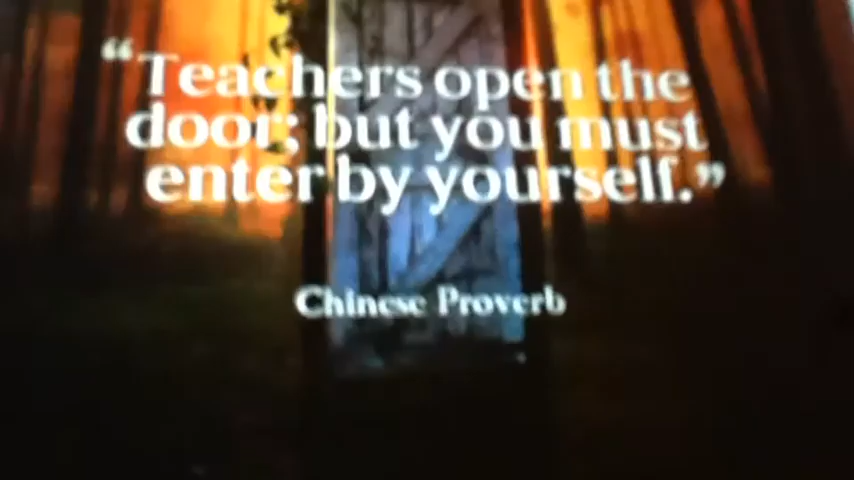 “Teachers open the
door; but you must
enter by yourself.”
Chinese Proverb